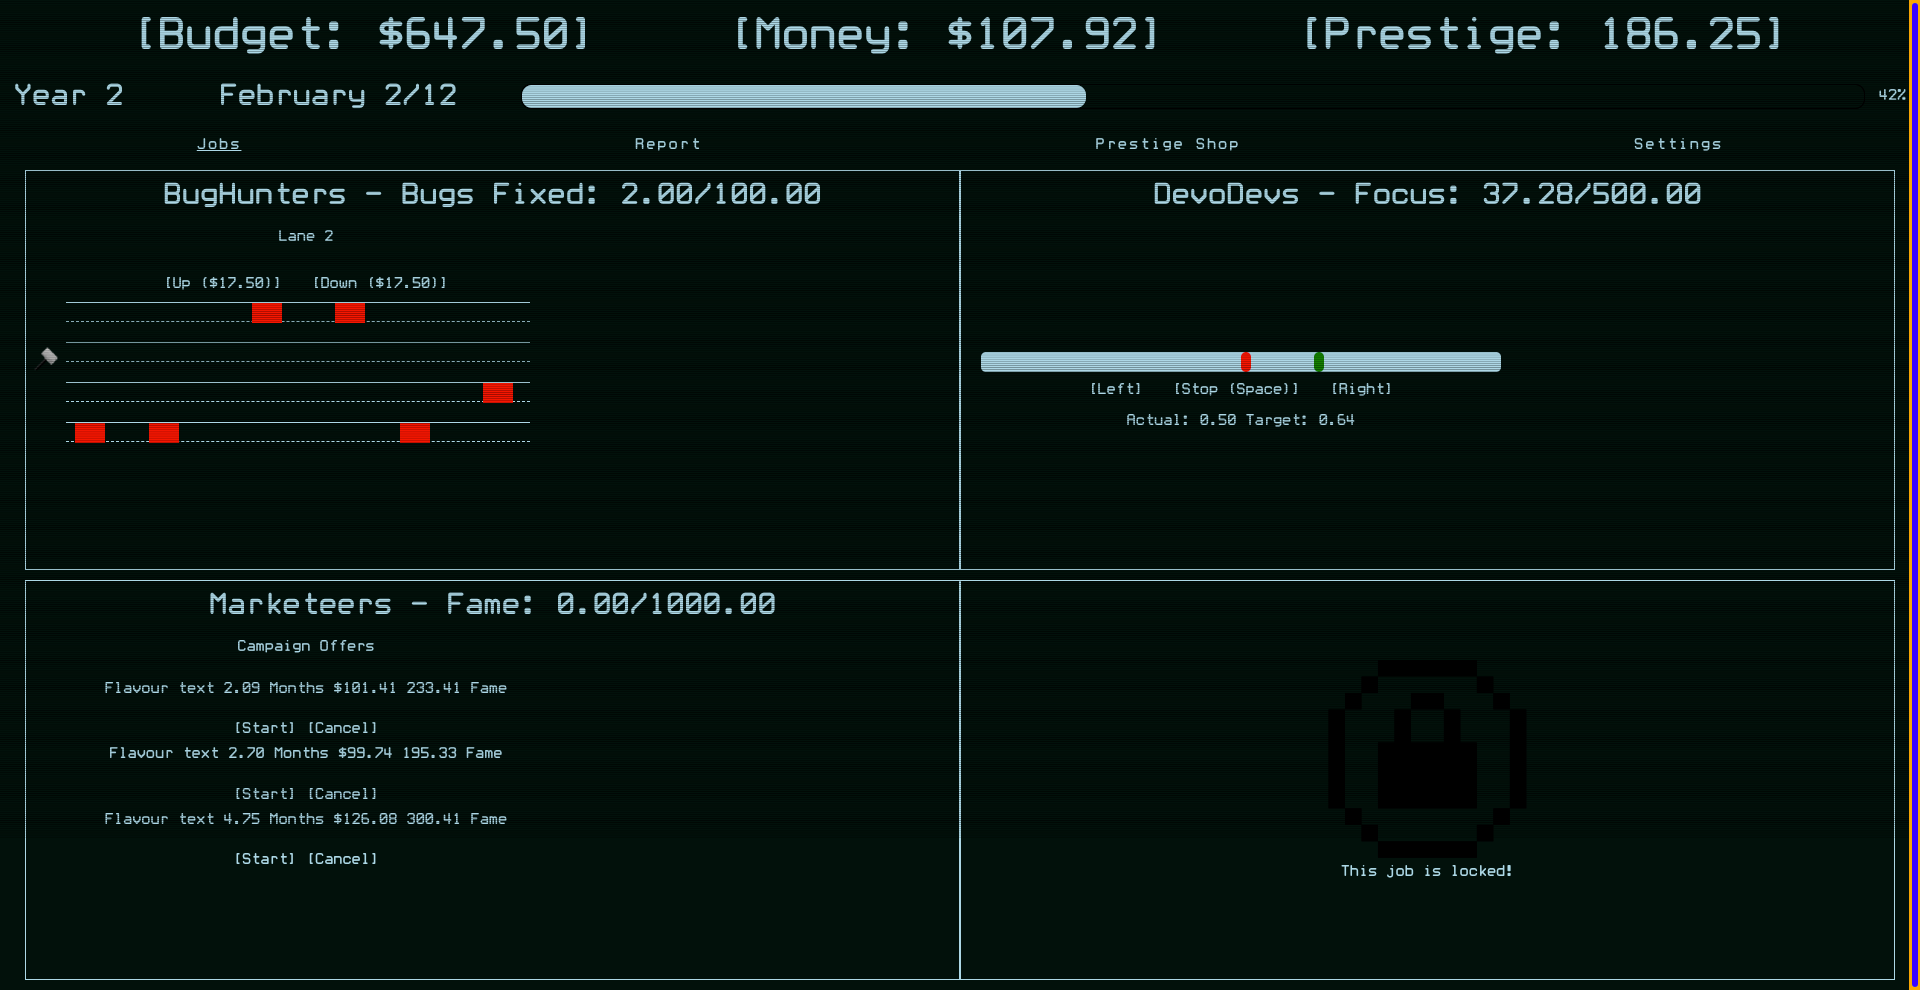 [Budget: $647.50] [Money: $107.92] [Prestige: 186.25]
Year 2 February 2/12 42%
Jobs Report Prestige Shop Settings
BugHunters - Bugs Fixed: 2.00/100.00
Lane 2
[Up ($17.50)] [Down ($17.50)]
DevoDevs - Focus: 37.28/500.00
[Left] [Stop (Space)] [Right]
Actual: 0.50 Target: 0.64
Marketeers - Fame: 0.00/1000.00
Campaign Offers
Flavour text 2.09 Months $101.41 233.41 Fame
[Start] [Cancel]
Flavour text 2.70 Months $99.74 195.33 Fame
[Start] [Cancel]
Flavour text 4.75 Months $126.08 300.41 Fame
[Start] [Cancel]
This job is locked!